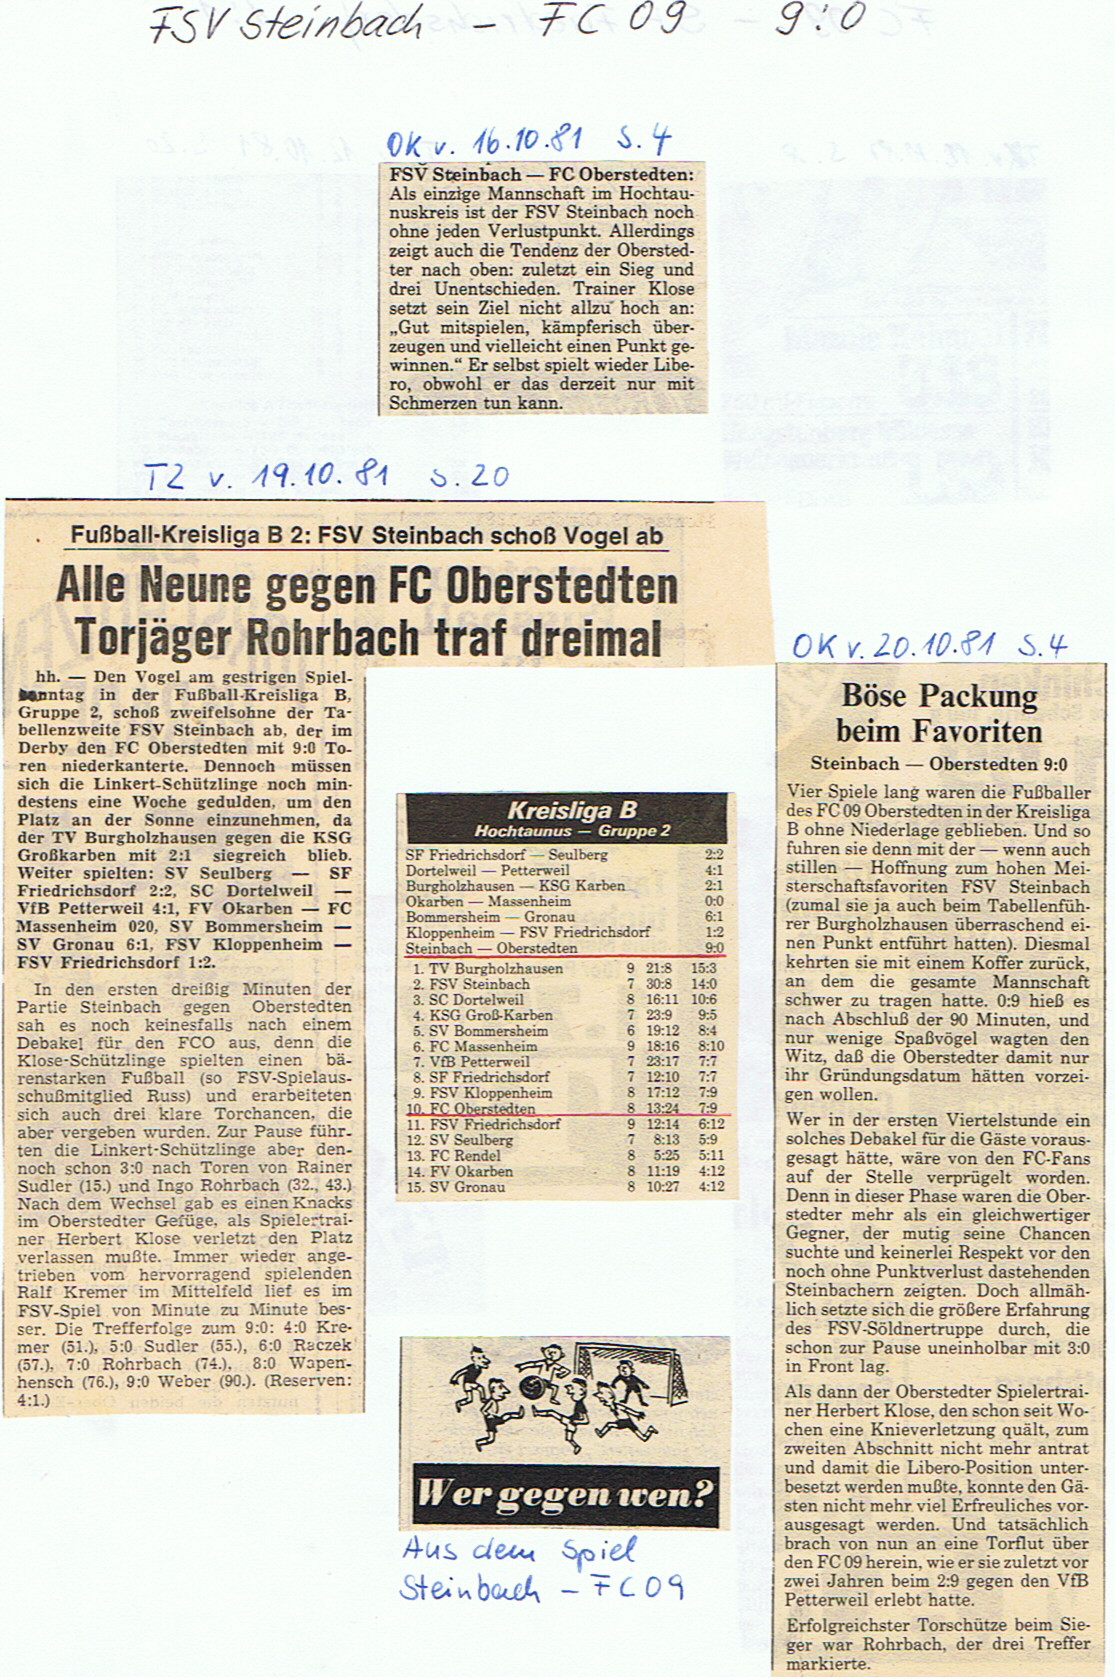 FSV Steinbach – FC 09 9:0
OK v. 16.10.81 S. 4
FSV Steinbach — FC Oberstedten:
Als einzige Mannschaft im Hochtau-
nuskreis ist der FSV Steinbach noch
ohne jeden Verlustpunkt. Allerdings
zeigt auch die Tendenz der Obersted-
ter nach oben: zuletzt ein Sieg und
drei Unentschieden. Trainer Klose
setzt sein Ziel nicht allzu hoch an:
„Gut mitspielen, kämpferisch über-
zeugen und vielleicht einen Punkt ge-
winnen.“ Er selbst spielt wieder Libe-
ro, obwohl er das derzeit nur mit
Schmerzen tun kann.
TZ v. 19.10.81 S. 20
Fußball-Kreisliga B 2: FSV Steinbach schoß Vogel ab
Alle Neune gegen FC Oberstedten
Torjäger Rohrbach traf dreimal
hh. — Den Vogel am gestrigen Spiel-
sonntag in der Fußball-Kreisliga B,
Gruppe 2, schoß zweifelsohne der Ta-
bellenzweite FSV Steinbach ab, der im
Derby den FC Oberstedten mit 9:0 To-
ren niederkanterte. Dennoch müssen
sich die Linkert-Schützlinge noch min-
destens eine Woche gedulden, um den
Platz an der Sonne einzunehmen, da
der TV Burgholzhausen gegen die KSG
Großkarben mit 2:1 siegreich blieb.
Weiter spielten: SV Seulberg — SF
Friedrichsdorf 2:2, SC Dortelweil —
VfB Petterweil 4:1, FV Okarben — FC
Massenheim 020, SV Bommersheim —
SV Gronau 6:1, FSV Kloppenheim —
FSV Friedrichsdorf 1:2.
In den ersten dreißig Minuten der
Partie Steinbach gegen Oberstedten
sah es noch keinesfalls nach einem
Debakel für den FCO aus, denn die
Klose-Schützlinge spielten einen bä-
renstarken Fußball (so FSV-Spielaus-
schußmitglied Russ) und erarbeiteten
sich auch drei klare Torchancen, die
aber vergeben wurden. Zur Pause führ-
ten die Linkert-Schützlinge aber den-
noch schon 3:0 nach Toren von Rainer
Sudler (15.) und Ingo Rohrbach (32., 43.)
Nach dem Wechsel gab es einen Knacks
im Oberstedter Gefüge, als Spielertrai-
ner Herbert Klose verletzt den Platz
verlassen mußte. Immer wieder ange-
trieben vom hervorragend spielenden
Ralf Kremer im Mittelfeld lief es im
FSV-Spiel von Minute zu Minute bes-
ser. Die Trefferfolge zum 9:0: 4:0 Kre-
mer (51.), 5:0 Sudler (55.), 6:0 Raczek
(57.), 7:0 Rohrbach (74.), 8:0 Wapen-
hensch (76.), 9:0 Weber (90.). (Reserven:
4:1.)
Kreisliga B
Hochtaunus — Gruppe 2
SF Friedrichsdorf — Seulberg 2:2
Dortelweil — Petterweil 4:1
Burgholzhausen — KSG Karben 2:1
Okarben — Massenheim 0:0
Bommersheim — Gronau 6:1
Kloppenheim — FSV Friedrichsdorf 1:2
Steinbach — Oberstedten 9:0
1. TV Burgholzhausen 9 21:8 15:3
2. FSV Steinbach 7 30:8 14:0
3. SC Dortelweil 8 16:11 10:6
4. KSG Groß-Karben 7 23:9 9:5
5. SV Bommersheim 6 19:12 8:4
6. FC Massenheim 9 18:16 8:10
7. VfB Petterweil 7 23:17 7:7
8. SF Friedrichsdorf 7 12:10 7:7
9. FSV Kloppenheim 8 17:12 7:9
10. FC Oberstedten 8 13:24 7:9
11. FSV Friedrichsdorf 9 12:14 6:12
12. SV Seulberg 7 8:13 5:9
13. FC Rendel 8 5:25 5:11
14. FV Okarben 8 11:19 4:12
15. SV Gronau 8 10:27 4:12
Wer gegen wen?
Aus dem Spiel
Steinbach – FC 09
OK v. 20.10.81 S. 4
Böse Packung
beim Favoriten
Steinbach — Oberstedten 9:0
Vier Spiele lang waren die Fußballer
des FC 09 Oberstedten in der Kreisliga
B ohne Niederlage geblieben. Und so
fuhren sie denn mit der — wenn auch
stillen — Hoffnung zum hohen Mei-
sterschaftsfavoriten FSV Steinbach
(zumal sie ja auch beim Tabellenfüh-
rer Burgholzhausen überraschend ei-
nen Punkt entführt hatten). Diesmal
kehrten sie mit einem Koffer zurück,
an dem die gesamte Mannschaft
schwer zu tragen hatte. 0:9 hieß es
nach Abschluß der 90 Minuten, und
nur wenige Spaßvögel wagten den
Witz, daß die Oberstedter damit nur
ihr Gründungsdatum hätten vorzei-
gen wollen.
Wer in der ersten Viertelstunde ein
solches Debakel für die Gäste voraus-
gesagt hätte, wäre von den FC-Fans
auf der Stelle verprügelt worden.
Denn in dieser Phase waren die Ober-
stedter mehr als ein gleichwertiger
Gegner, der mutig seine Chancen
suchte und keinerlei Respekt vor den
noch ohne Punktverlust dastehenden
Steinbachern zeigten. Doch allmäh-
lich setzte sich die größere Erfahrung
des FSV-Söldnertruppe durch, die
schon zur Pause uneinholbar mit 3:0
in Front lag.
Als dann der Oberstedter Spielertrai-
ner Herbert Klose, den schon seit Wo-
chen eine Knieverletzung quält, zum
zweiten Abschnitt nicht mehr antrat
und damit die Libero-Position unter-
besetzt werden mußte, konnte den Gä-
sten nicht mehr viel Erfreuliches vor-
ausgesagt werden. Und tatsächlich
brach von nun an eine Torflut über
den FC 09 herein, wie er sie zuletzt vor
zwei Jahren beim 2:9 gegen den VfB
Petterweil erlebt hatte.
Erfolgreichster Torschütze beim Sie-
ger war Rohrbach, der drei Treffer
markierte.